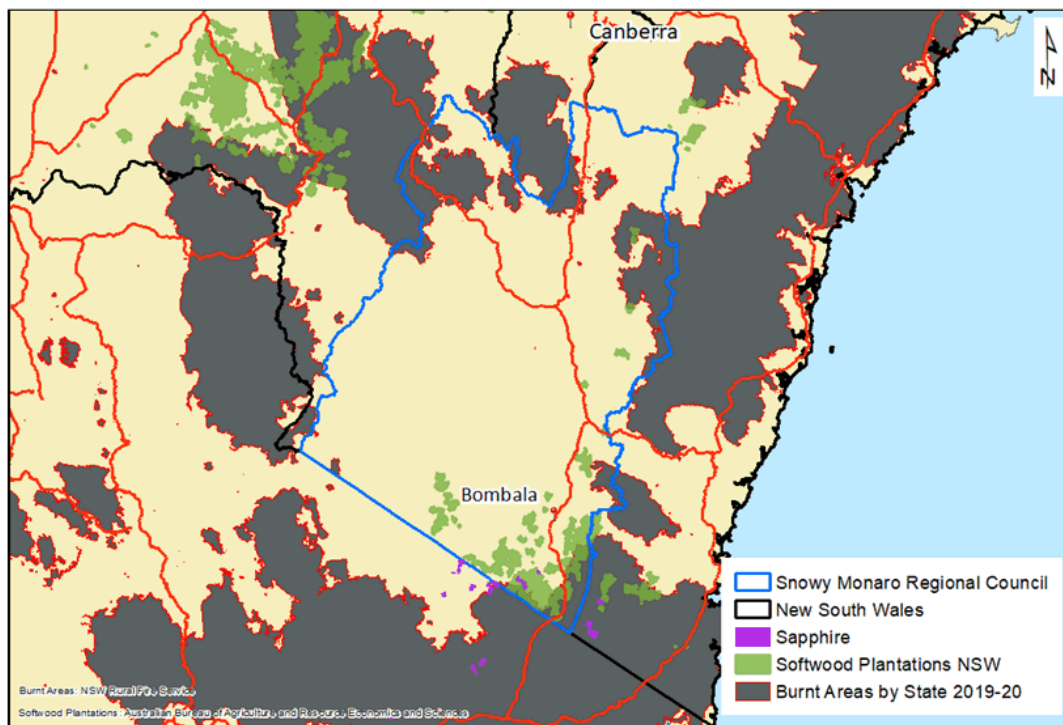 Canberra
N
Bombala
Snowy Monaro Regional Council
New South Wales
Sapphire
Softwood Plantations NSW
Burnt Areas by State 2019-20
Burnt Areas: NSW Rural Fire Service
Softwood Plantations: Australian Bureau of Agriculture and Resource Economics and Sciences